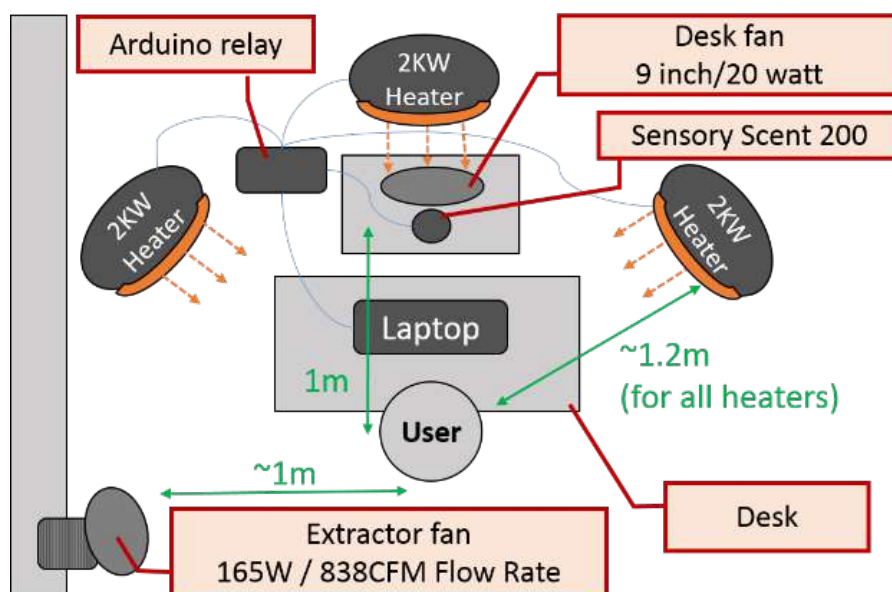 Arduino relay
2KW
Heater
Desk fan
9 inch/20 watt
Sensory Scent 200
2KW
Heater
2KW
Heater
Laptop
1m
~1.2m
(for all heaters)
User
~1m
Desk
Extractor fan
165W / 838CFM Flow Rate